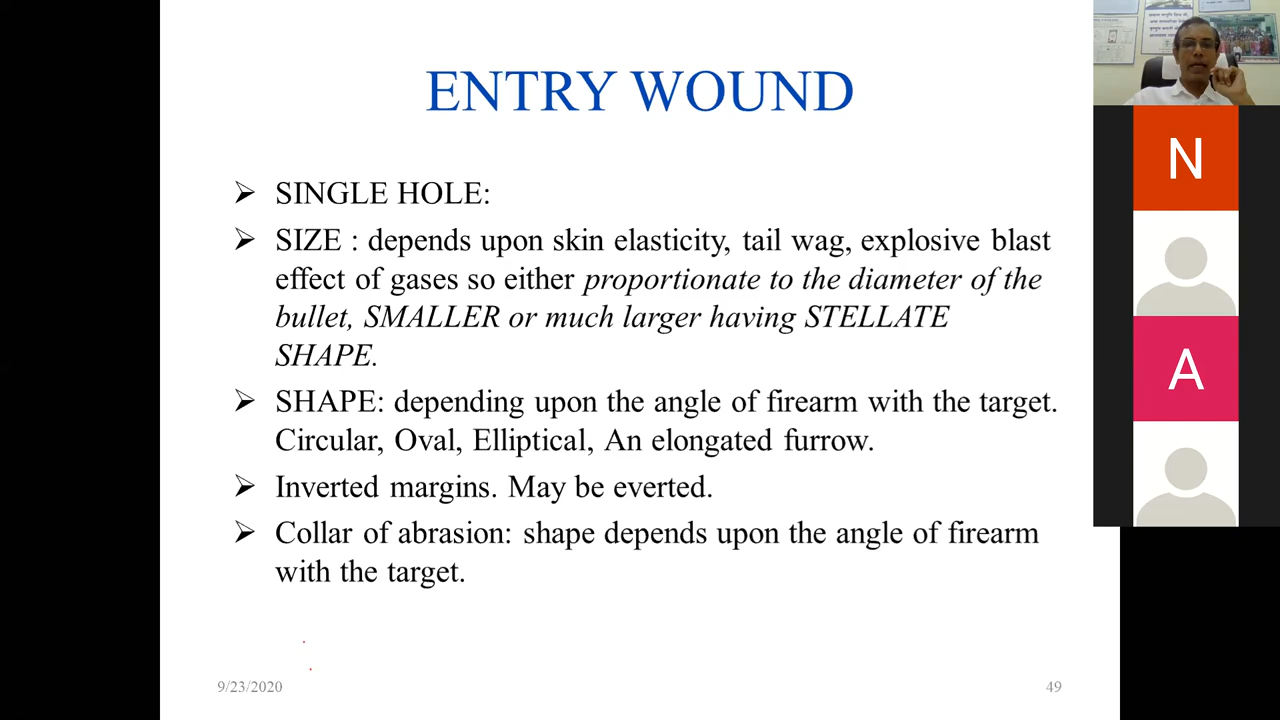 ENTRY WOUND
➢ SINGLE HOLE:
➢ SIZE : depends upon skin elasticity, tail wag, explosive blast
effect of gases so either proportionate to the diameter of the
bullet, SMALLER or much larger having STELLATE
SHAPE.
➢ SHAPE: depending upon the angle of firearm with the target.
Circular, Oval, Elliptical, An elongated furrow.
➢ Inverted margins. May be everted.
➢ Collar of abrasion: shape depends upon the angle of firearm
with the target.
9/23/2020
49
N
A